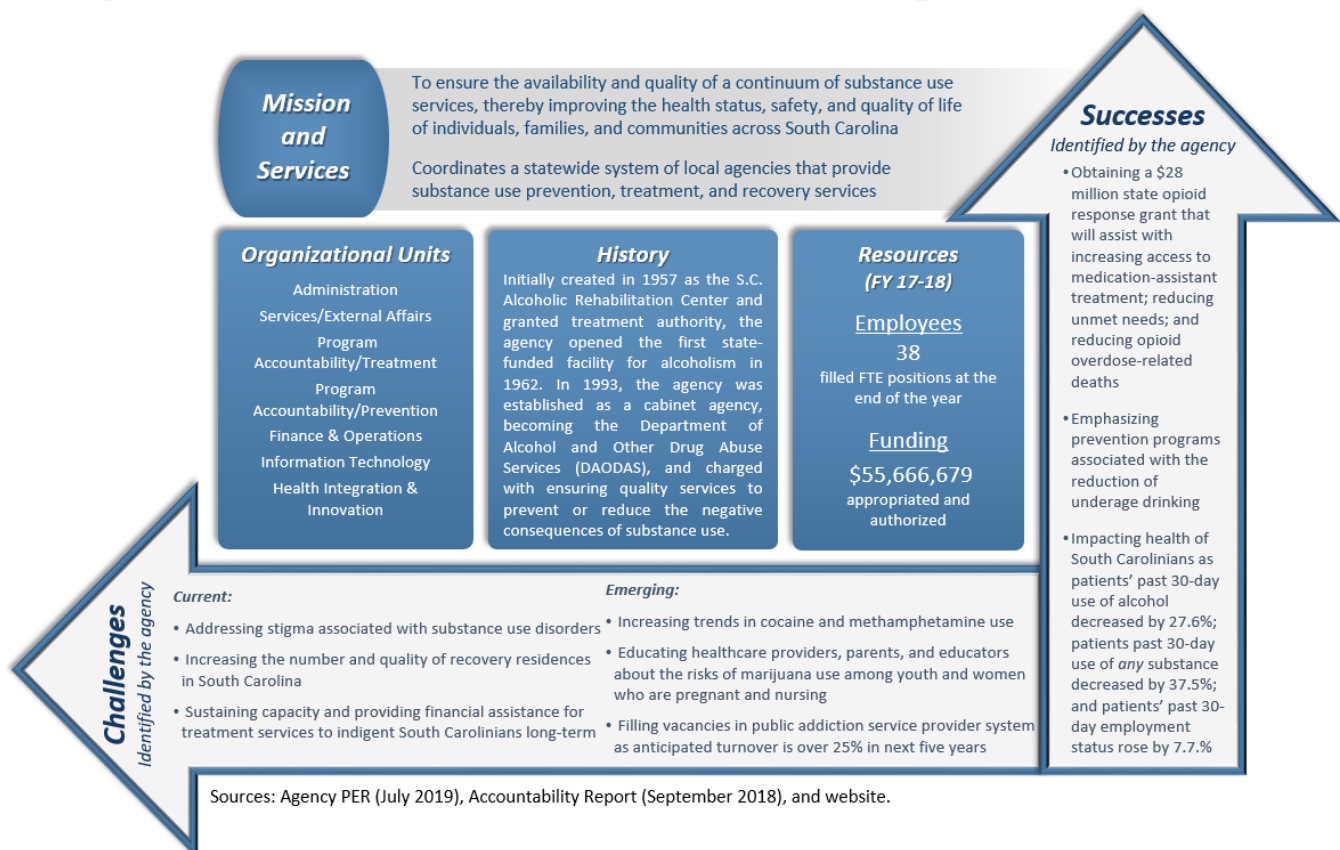 Mission
and
Services
To ensure the availability and quality of a continuum of substance use
services, thereby improving the health status, safety, and quality of life
of individuals, families, and communities across South Carolina
Coordinates a statewide system of local agencies that provide
substance use prevention, treatment, and recovery services
Organizational Units
Administration
Services/External Affairs
Program
Accountability/Treatment
Program
Accountability/Prevention
Finance & Operations
Information Technology
Health Integration &
Innovation
History
Initially created in 1957 as the S.C.
Alcoholic Rehabilitation Center and
granted treatment authority, the
agency opened the first state-
funded facility for alcoholism in
1962. In 1993, the agency was
established as a cabinet agency,
becoming the Department of
Alcohol and Other Drug Abuse
Services (DAODAS), and charged
with ensuring quality services to
prevent or reduce the negative
consequences of substance use.
Resources
(FY 17-18)
Employees
38
filled FTE positions at the
end of the year
Funding
$55,666,679
appropriated and
authorized
Successes
Identified by the agency
• Obtaining a $28
million state opioid
response grant that
will assist with
increasing access to
medication-assistant
treatment; reducing
unmet needs; and
reducing opioid
overdose-related
deaths
• Emphasizing
prevention programs
associated with the
reduction of
underage drinking
• Impacting health of
South Carolinians as
patients’ past 30-day
use of alcohol
decreased by 27.6%;
patients past 30-day
use of any substance
decreased by 37.5%;
and patients’ past 30-
day employment
status rose by 7.7.%
Challenges
Identified by the agency
Current:
• Addressing stigma associated with substance use disorders
• Increasing the number and quality of recovery residences
in South Carolina
• Sustaining capacity and providing financial assistance for
treatment services to indigent South Carolinians long-term
Emerging:
• Increasing trends in cocaine and methamphetamine use
• Educating healthcare providers, parents, and educators
about the risks of marijuana use among youth and women
who are pregnant and nursing
• Filling vacancies in public addiction service provider system
as anticipated turnover is over 25% in next five years
Sources: Agency PER (July 2019), Accountability Report (September 2018), and website.